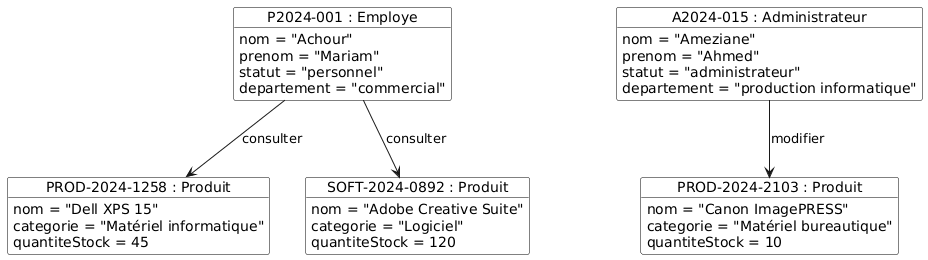 P2024-001 : Employe
nom = "Achour"
prenom = "Mariam"
statut = "personnel"
departement = "commercial"
A2024-015 : Administrateur
nom = "Ameziane"
prenom = "Ahmed"
statut = "administrateur"
departement = "production informatique"
consulter
consulter
modifier
PROD-2024-1258 : Produit
nom = "Dell XPS 15"
categorie = "Matériel informatique"
quantiteStock = 45
SOFT-2024-0892 : Produit
nom = "Adobe Creative Suite"
categorie = "Logiciel"
quantiteStock = 120
PROD-2024-2103 : Produit
nom = "Canon ImagePRESS"
categorie = "Matériel bureautique"
quantiteStock = 10